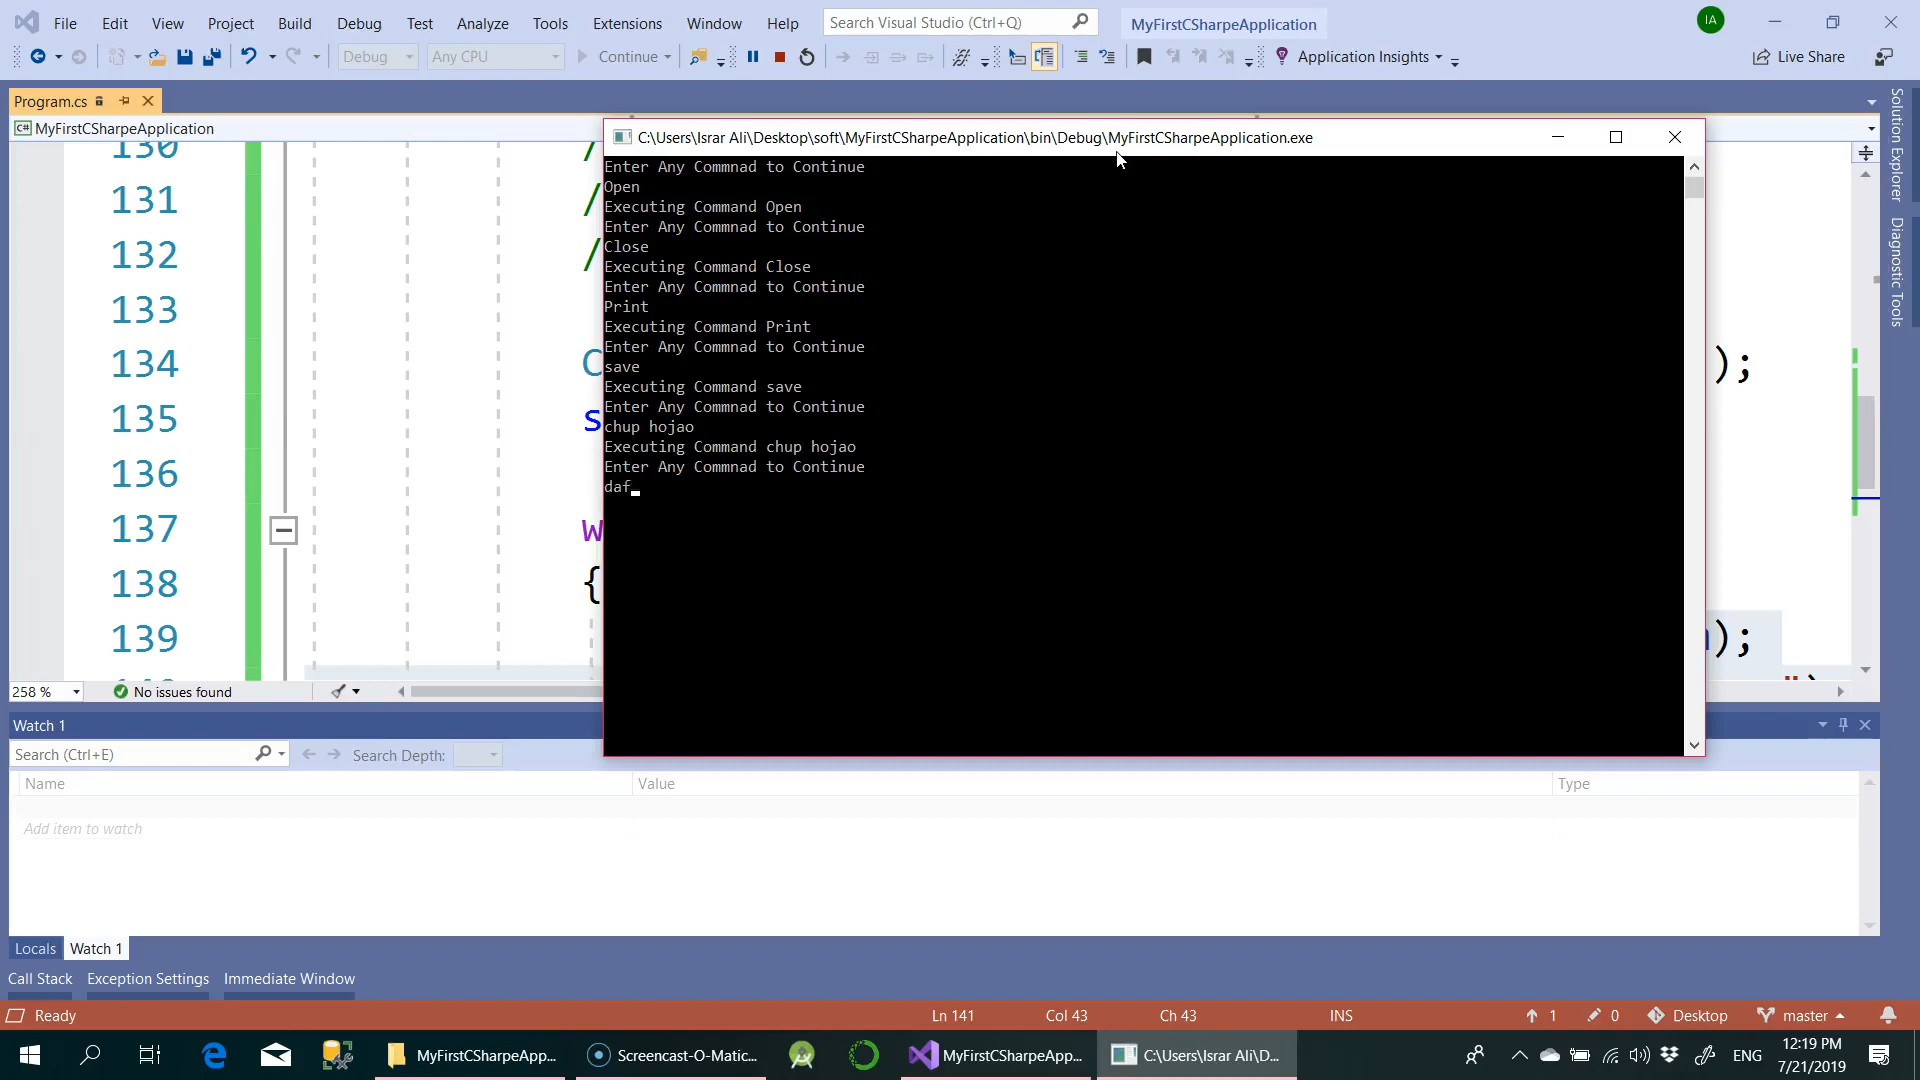 File Edit View Project Build Debug Test Analyze Tools Extensions Window Help Search Visual Studio (Ctrl+Q) MyFirstCSharpeApplication IA
Debug Any CPU Continue Application Insights Live Share
Program.cs
C# MyFirstCSharpeApplication
C:\Users\Israr Ali\Desktop\soft\MyFirstCSharpeApplication\bin\Debug\MyFirstCSharpeApplication.exe
Enter Any Commnad to Continue
Open
Executing Command Open
Enter Any Commnad to Continue
Close
Executing Command Close
Enter Any Commnad to Continue
Print
Executing Command Print
Enter Any Commnad to Continue
save
Executing Command save
Enter Any Commnad to Continue
chup hojao
Executing Command chup hojao
Enter Any Commnad to Continue
daf
130 /
131 /
132 /
133
134 C );
135 s
136
137 W
138 {
139 );
Solution Explorer
Diagnostic Tools
258 % No issues found
Watch 1
Search (Ctrl+E) Search Depth:
Name Value Type
Add item to watch
Locals Watch 1
Call Stack Exception Settings Immediate Window
Ready Ln 141 Col 43 Ch 43 INS 1 0 Desktop master
MyFirstCSharpeApp... Screencast-O-Matic... MyFirstCSharpeApp... C:\Users\Israr Ali\D... ENG 12:19 PM
7/21/2019